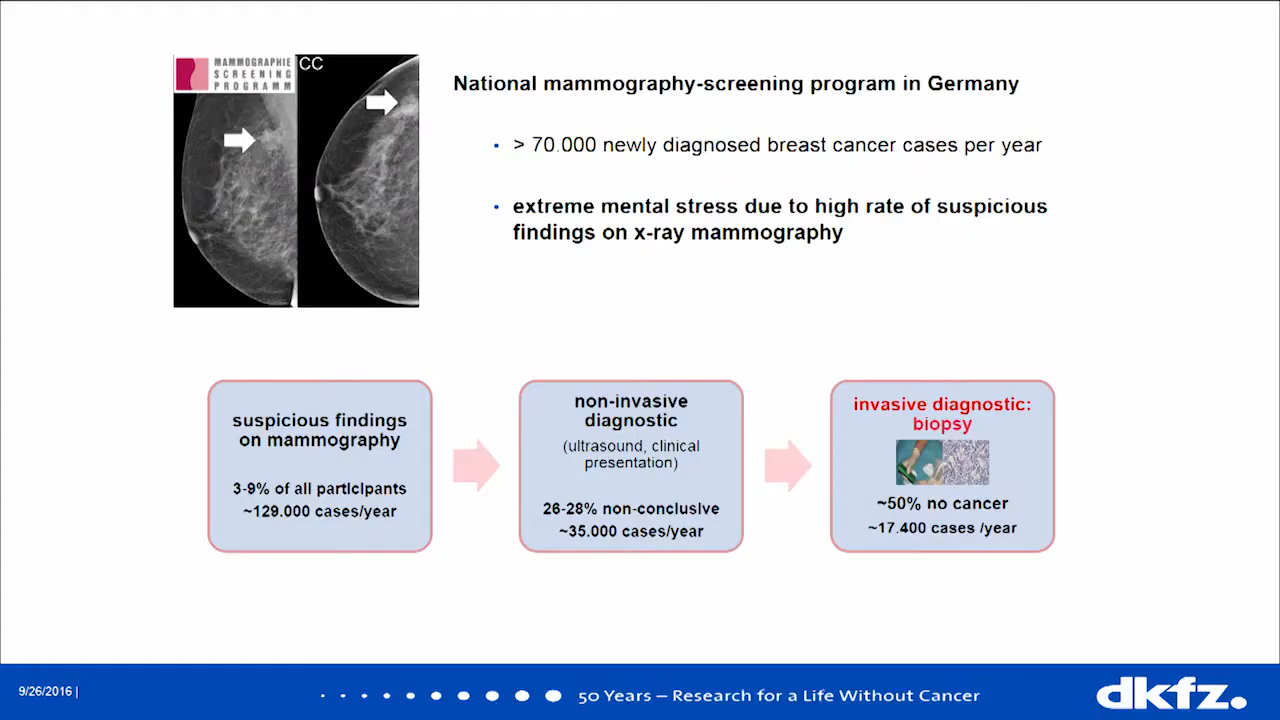 MAMMOGRAPHIE
SCREENING
PROGRAMM
CC
National mammography-screening program in Germany
• > 70.000 newly diagnosed breast cancer cases per year
• extreme mental stress due to high rate of suspicious
findings on x-ray mammography
suspicious findings
on mammography
3-9% of all participants
~129.000 cases/year
non-invasive
diagnostic
(ultrasound, clinical
presentation)
26-28% non-conclusive
~35.000 cases/year
invasive diagnostic:
biopsy
~50% no cancer
~17.400 cases /year
9/26/2016 |
50 Years – Research for a Life Without Cancer
dkfz.